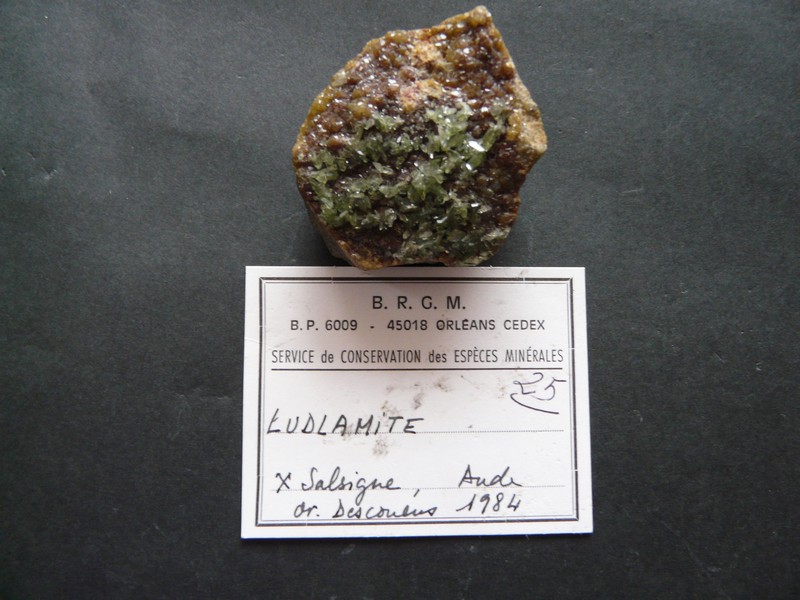 B. R. G. M.
B.P. 6009 - 45018 ORLÉANS CEDEX
SERVICE de CONSERVATION des ESPÈCES MINÉRALES
25
LUDLAMITE
X Salsigne, Aude
or. Descouens 1984